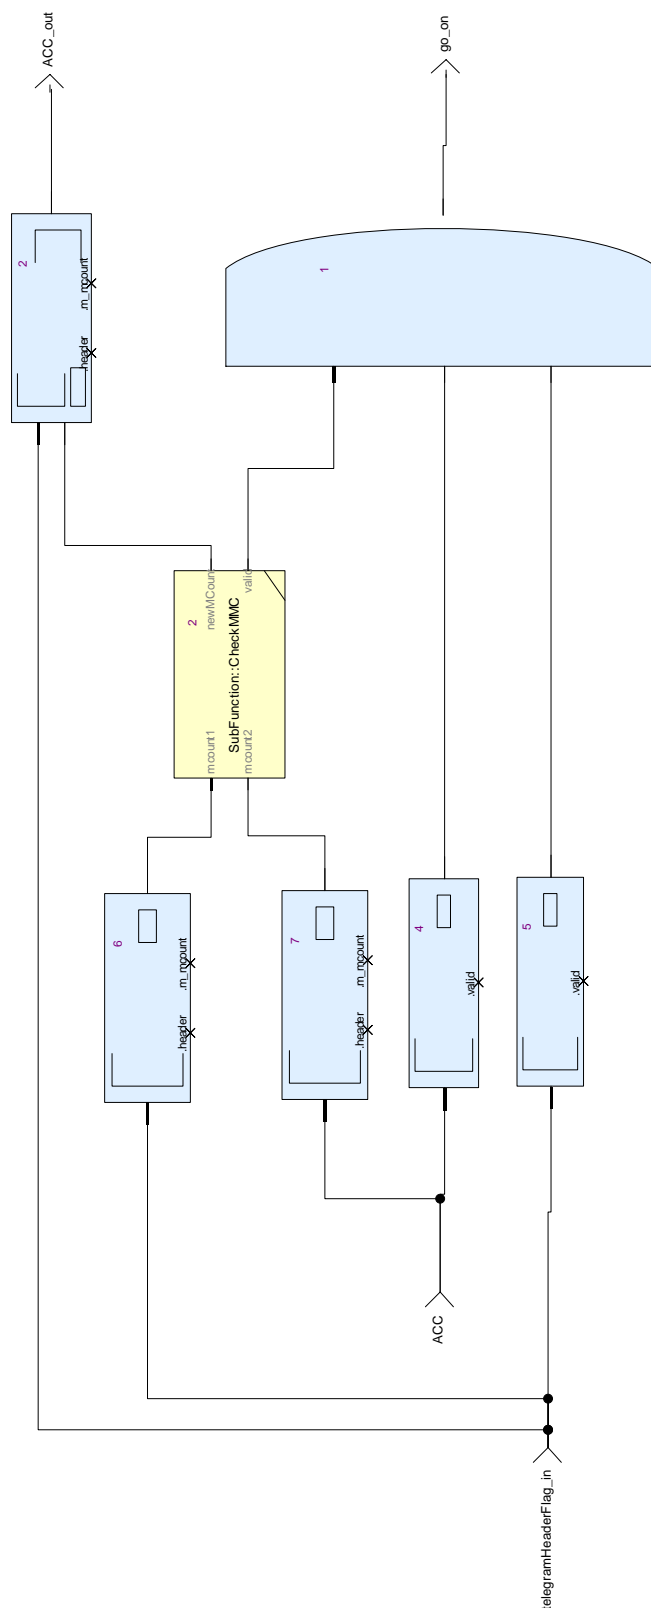 ACC_out
go_on
2
.m_mcount
.header
1
newMCount
valid
2
SubFunction::CheckMMC
mcount1
mcount2
6
.m_mcount
.header
7
.m_mcount
.header
4
.valid
5
.valid
ACC
telegramHeaderFlag_in